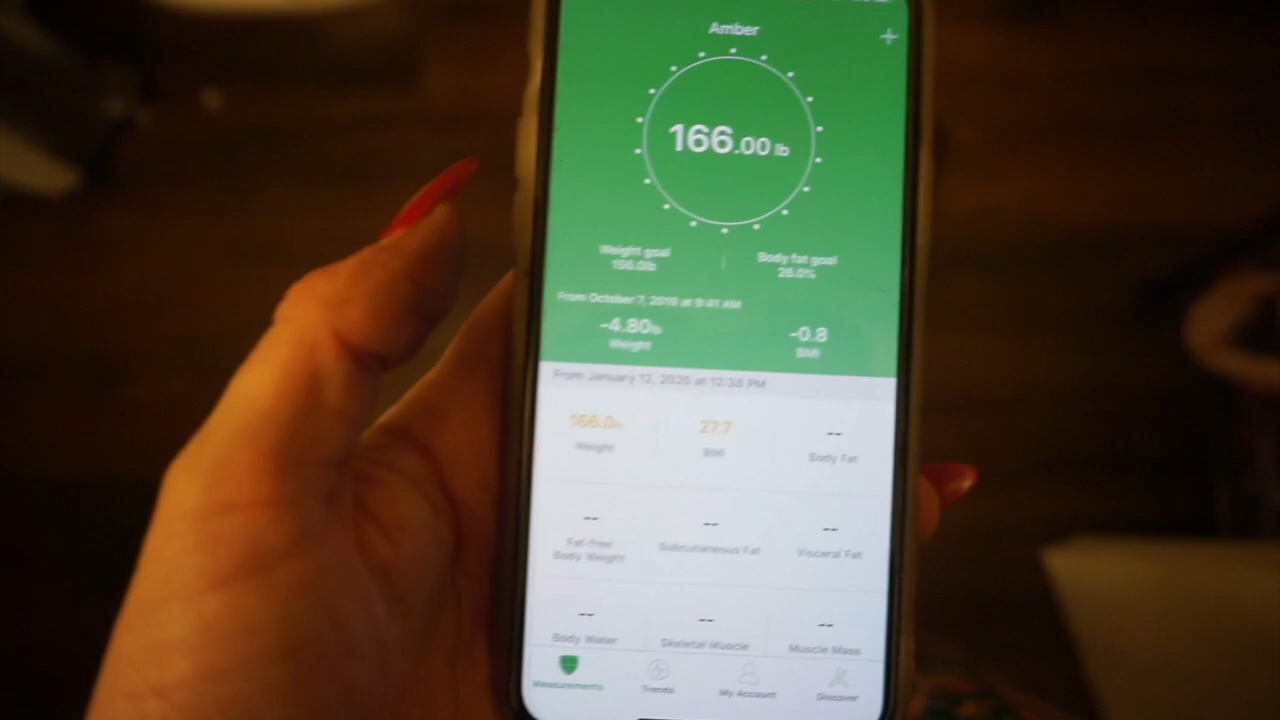 Amber
+
166.00 lb
Weight goal
Body fat goal
150.0lb
26.0%
From October 7, 2019 at 9:41 AM
-4.80lb
-0.8
Weight
BMI
From January 12, 2020 at 12:38 PM
166.0lb
27.7
--
Weight
BMI
Body Fat
--
--
--
Fat-free
Body Weight
Subcutaneous Fat
Visceral Fat
--
--
--
Body Water
Skeletal Muscle
Muscle Mass
Measurements
Trends
My Account
Discover